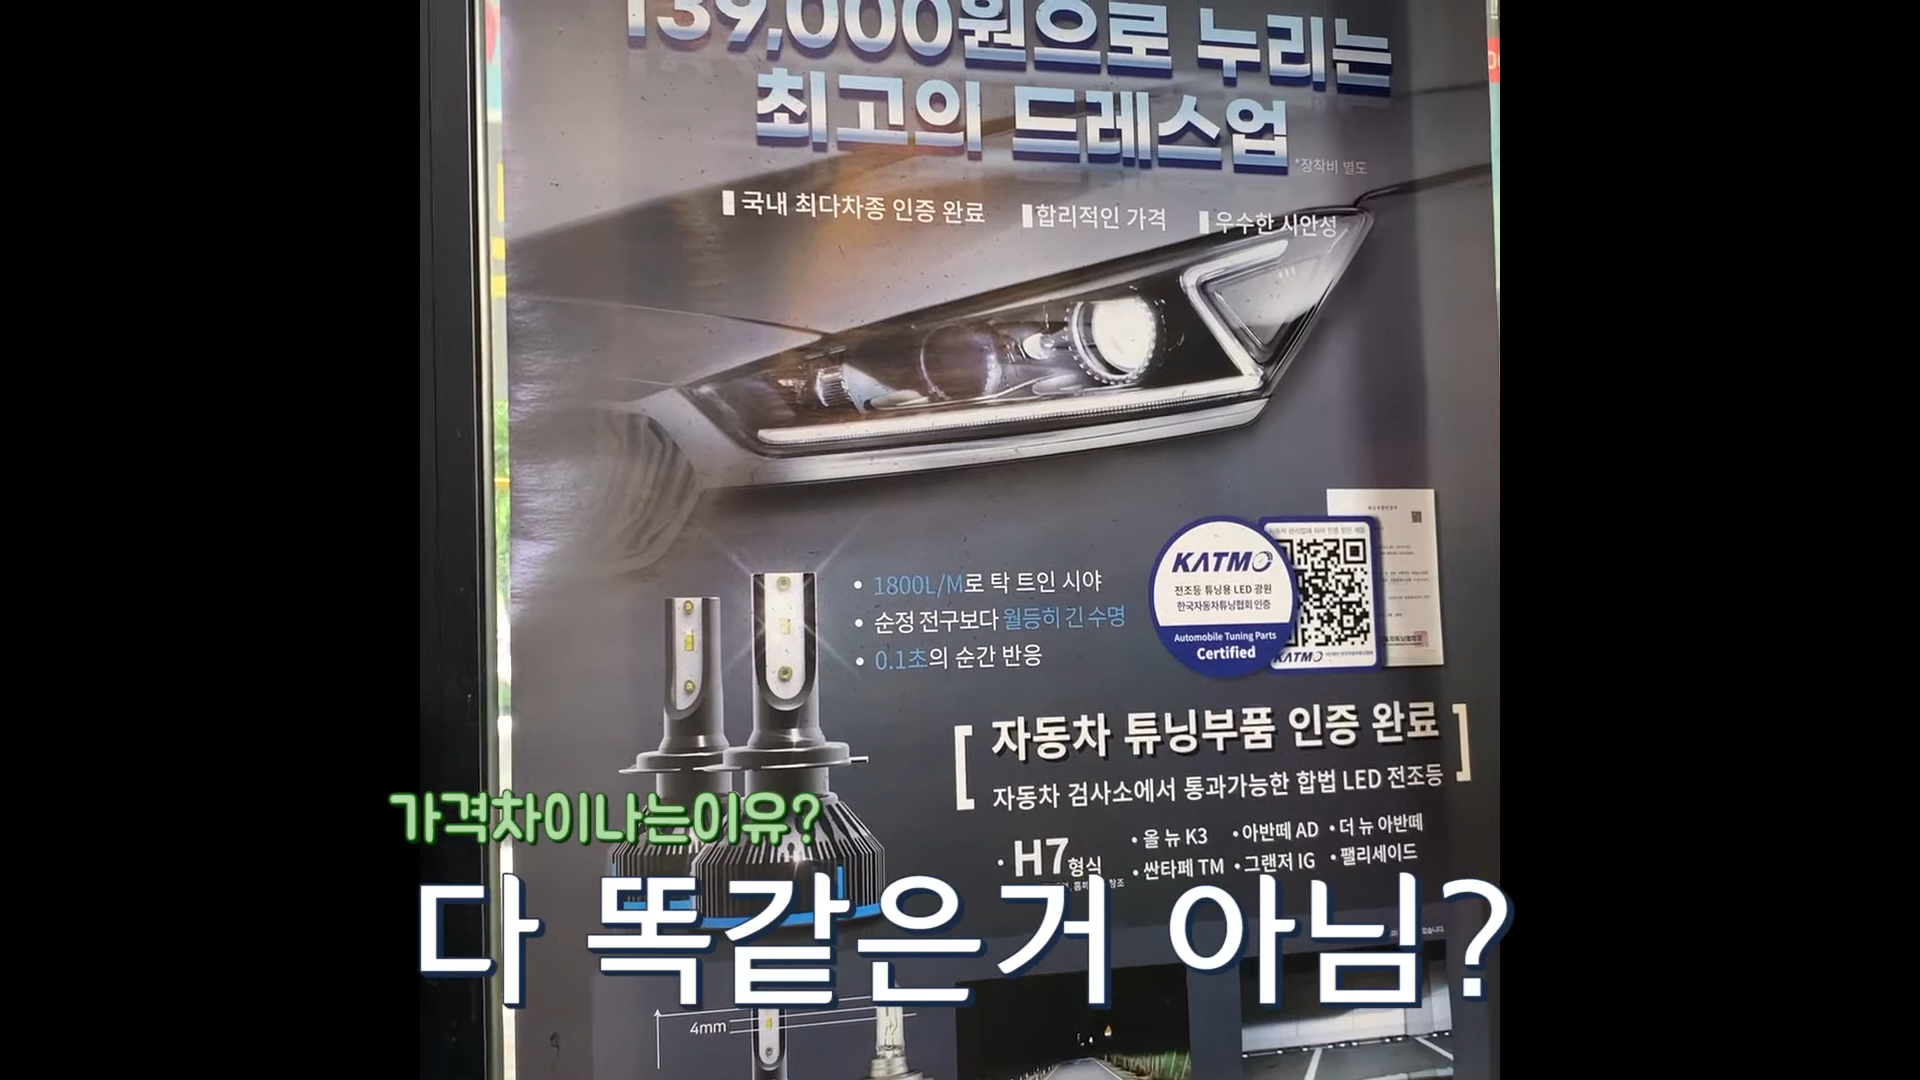 139,000원으로 누리는
최고의 드레스업
*장착비 별도
국내 최다차종 인증 완료
합리적인 가격
우수한 시안성
1800L/M로 탁 트인 시야
순정 전구보다 월등히 긴 수명
0.1초의 순간 반응
KATMO
전조등 튜닝용 LED 광원
한국자동차튜닝협회 인증
Automobile Tuning Parts
Certified
KATMO
[ 자동차 튜닝부품 인증 완료
자동차 검사소에서 통과가능한 합법 LED 전조등 ]
· H7형식
• 올 뉴 K3 • 아반떼 AD • 더 뉴 아반떼
• 싼타페 TM • 그랜저 IG • 팰리세이드
가격차이나는이유?
다 똑같은거 아님?
4mm